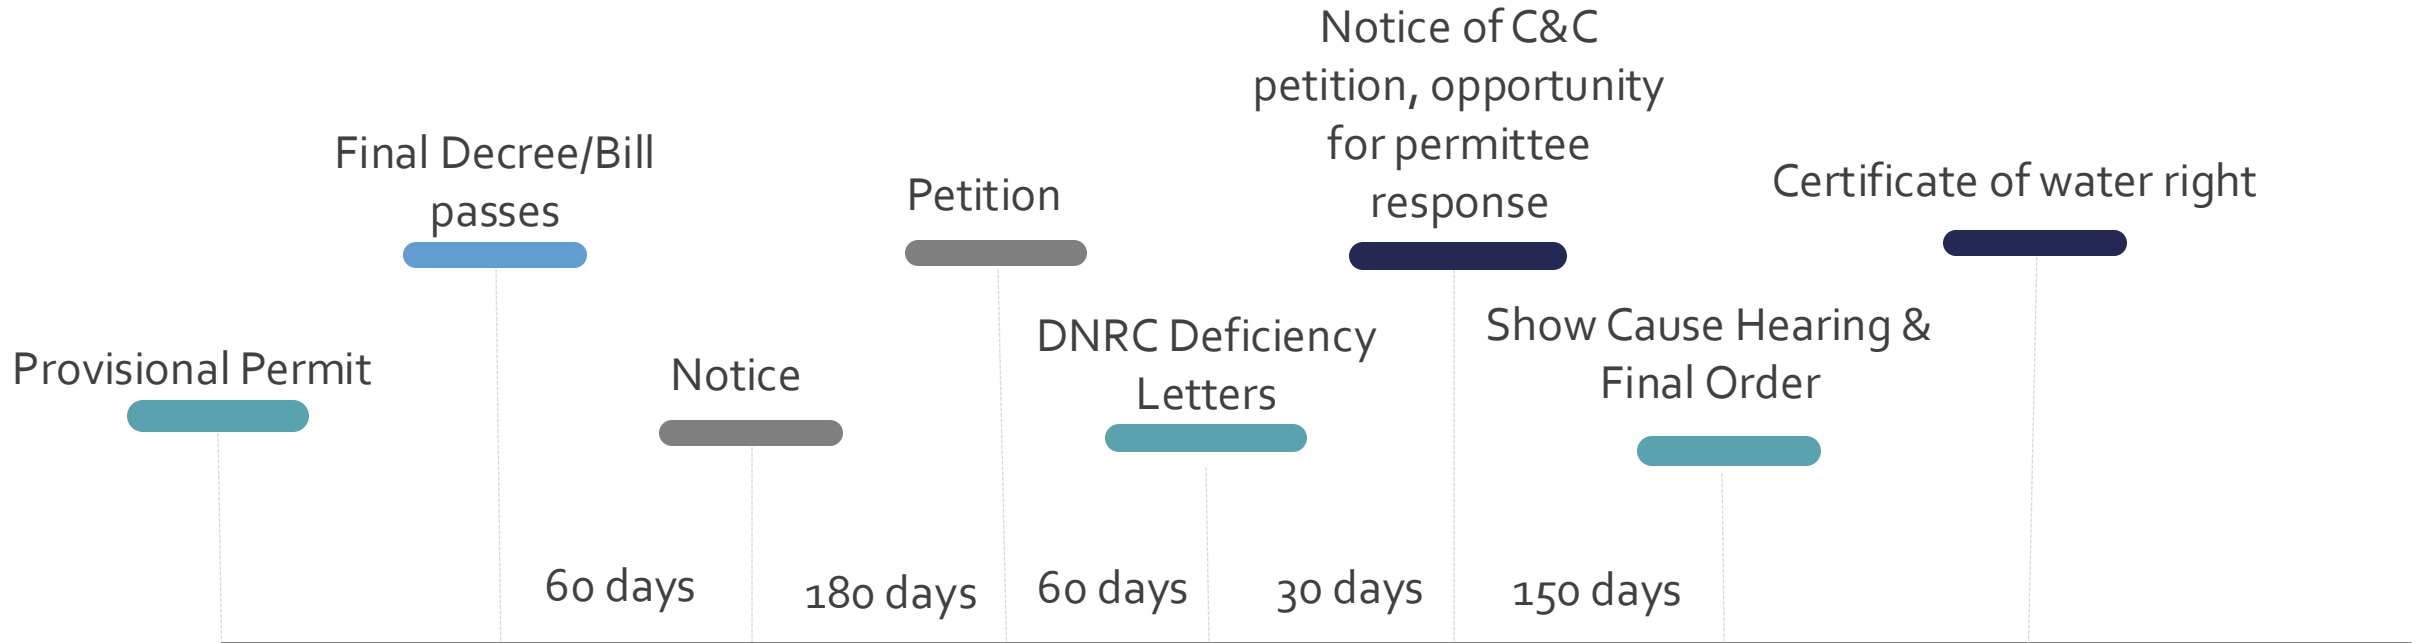 Provisional Permit
Final Decree/Bill
passes
Notice
Petition
DNRC Deficiency
Letters
Notice of C&C
petition, opportunity
for permittee
response
Show Cause Hearing &
Final Order
Certificate of water right
60 days
180 days
60 days
30 days
150 days